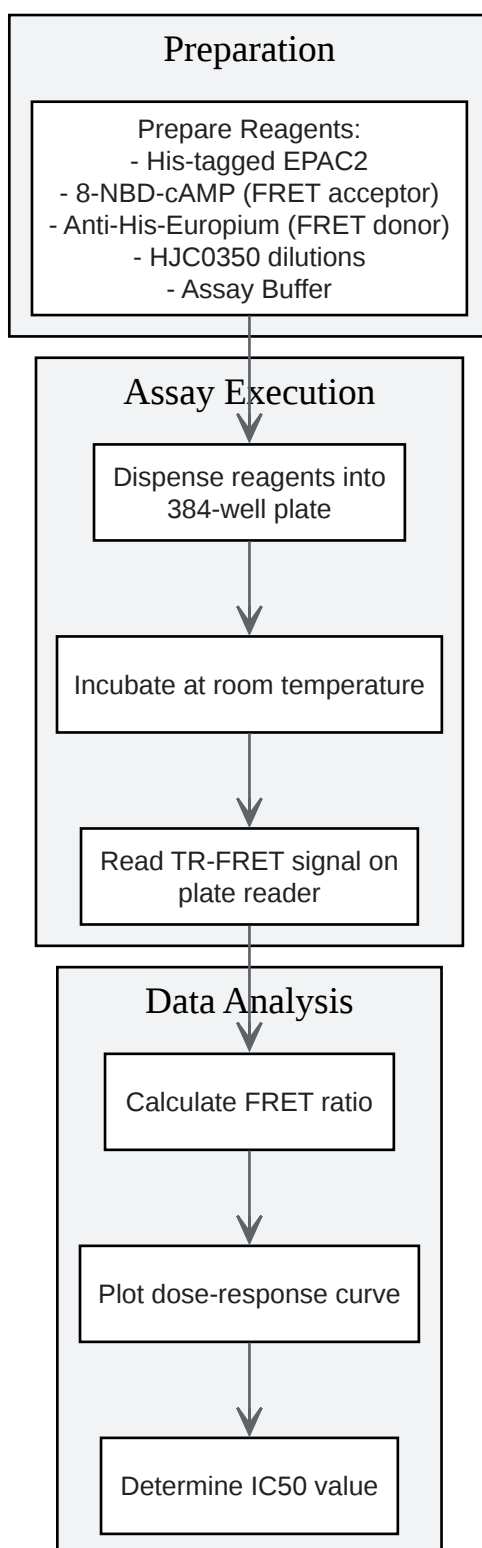 Preparation
Prepare Reagents:
- His-tagged EPAC2
- 8-NBD-cAMP (FRET acceptor)
- Anti-His-Europium (FRET donor)
- HJC0350 dilutions
- Assay Buffer
Assay Execution
Dispense reagents into
384-well plate
Incubate at room temperature
Read TR-FRET signal on
plate reader
Data Analysis
Calculate FRET ratio
Plot dose-response curve
Determine IC50 value